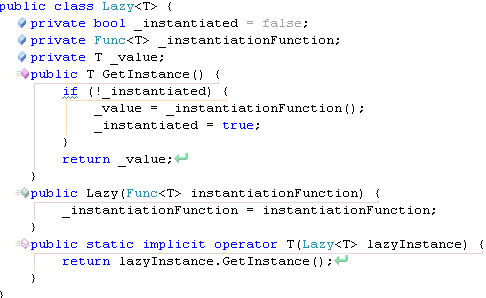 public class Lazy<T> {
private bool _instantiated = false;
private Func<T> _instantiationFunction;
private T _value;
public T GetInstance() {
if (!_instantiated) {
_value = _instantiationFunction();
_instantiated = true;
}
return _value;
}
public Lazy(Func<T> instantiationFunction) {
_instantiationFunction = instantiationFunction;
}
public static implicit operator T(Lazy<T> lazyInstance) {
return lazyInstance.GetInstance();
}
}